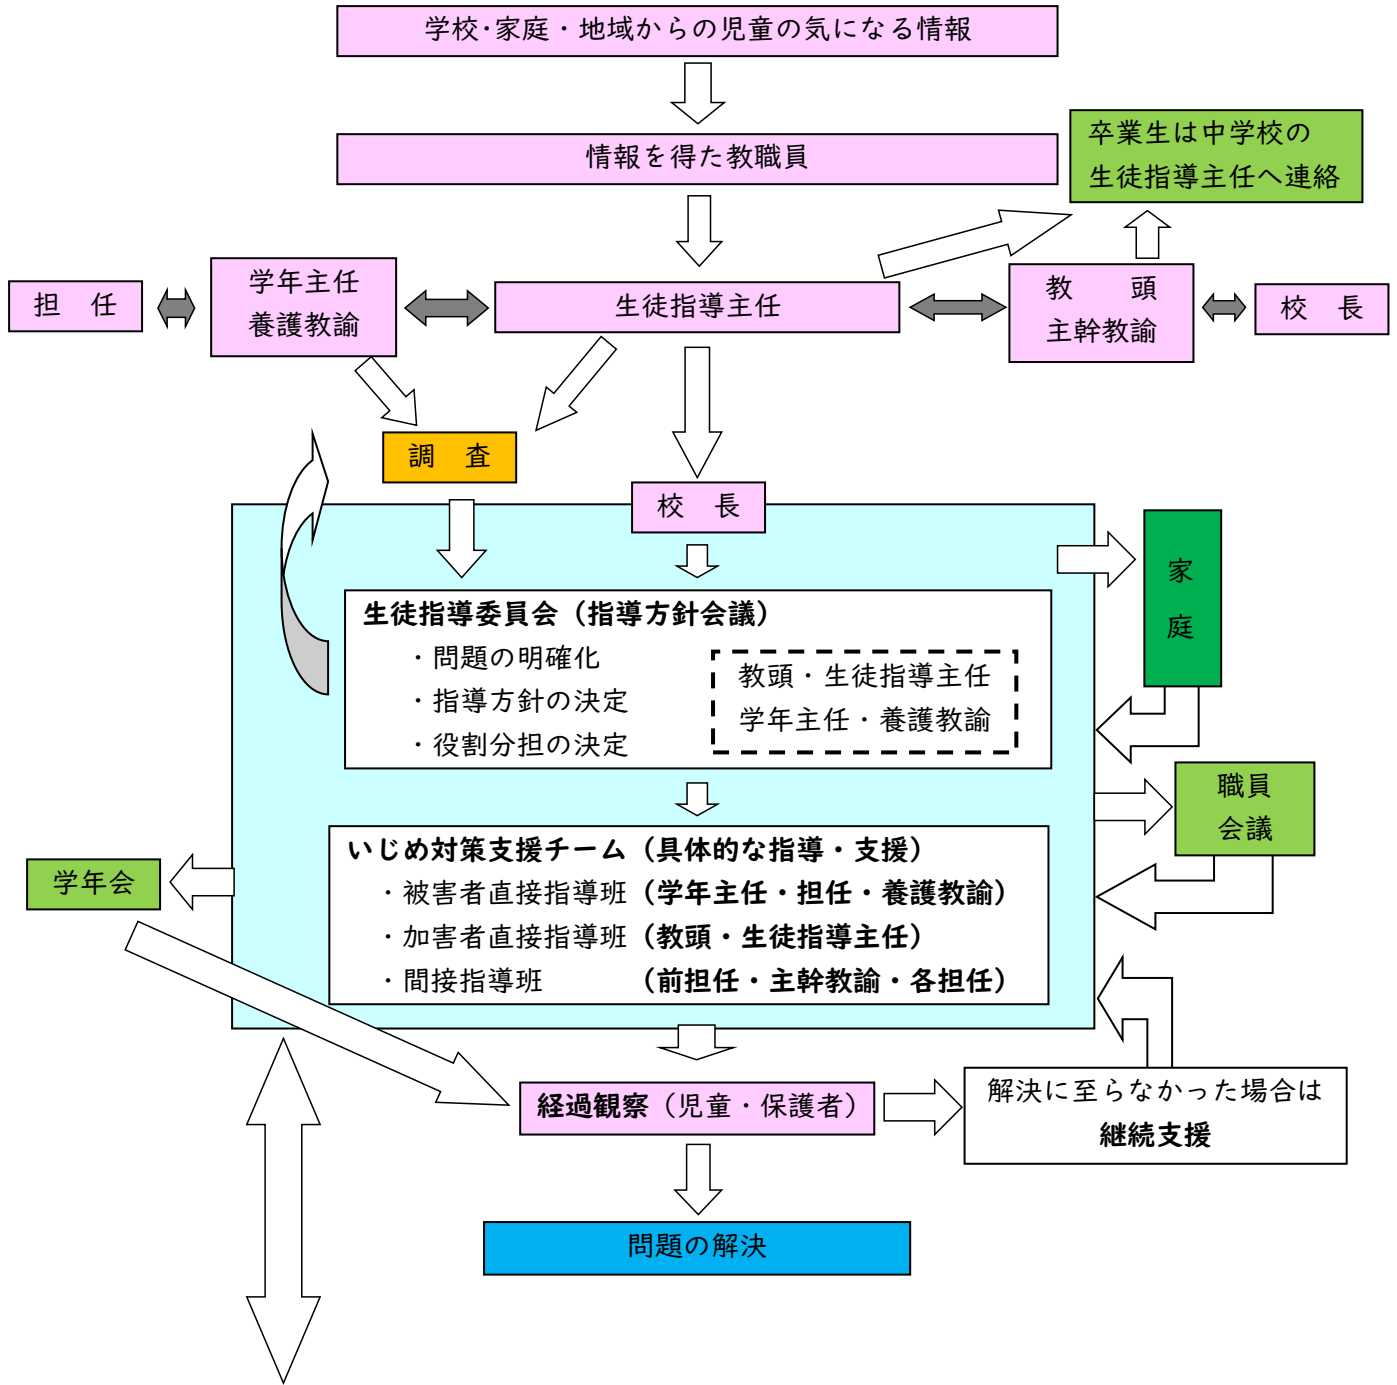 学校・家庭・地域からの児童の気になる情報
情報を得た教職員
卒業生は中学校の
生徒指導主任へ連絡
担　任
学年主任
養護教諭
生徒指導主任
教　　頭
主幹教諭
校　長
調　査
校　長
家
庭
生徒指導委員会（指導方針会議）
・問題の明確化
・指導方針の決定
・役割分担の決定
教頭・生徒指導主任
学年主任・養護教諭
職員
会議
いじめ対策支援チーム（具体的な指導・支援）
・被害者直接指導班（学年主任・担任・養護教諭）
・加害者直接指導班（教頭・生徒指導主任）
・間接指導班　　　（前担任・主幹教諭・各担任）
学年会
経過観察（児童・保護者）
解決に至らなかった場合は
継続支援
問題の解決